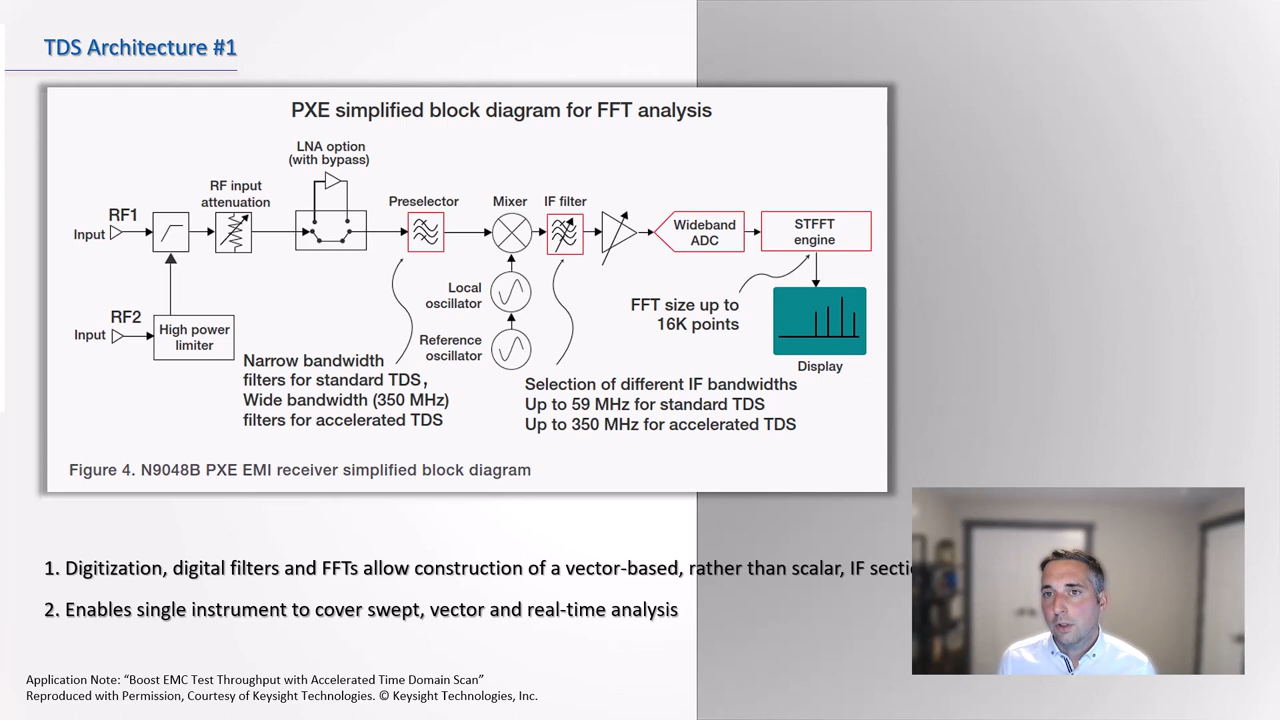 TDS Architecture #1
PXE simplified block diagram for FFT analysis
LNA option
(with bypass)
RF input
attenuation
Preselector
Mixer
IF filter
RF1
Input
Wideband
ADC
STFFT
engine
Local
oscillator
FFT size up to
16K points
RF2
Input
High power
limiter
Reference
oscillator
Display
Narrow bandwidth
filters for standard TDS,
Wide bandwidth (350 MHz)
filters for accelerated TDS
Selection of different IF bandwidths
Up to 59 MHz for standard TDS
Up to 350 MHz for accelerated TDS
Figure 4. N9048B PXE EMI receiver simplified block diagram
1. Digitization, digital filters and FFTs allow construction of a vector-based, rather than scalar, IF secti
2. Enables single instrument to cover swept, vector and real-time analysis
Application Note: “Boost EMC Test Throughput with Accelerated Time Domain Scan”
Reproduced with Permission, Courtesy of Keysight Technologies. © Keysight Technologies, Inc.